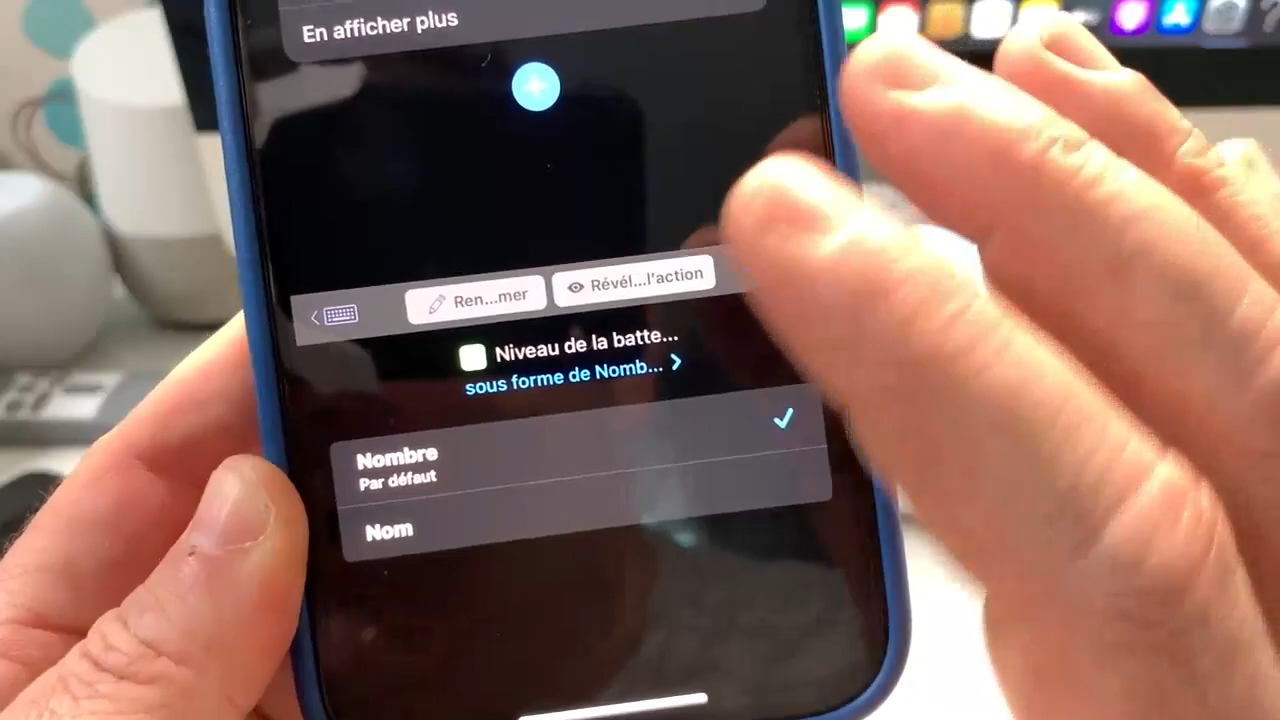 En afficher plus
Ren...mer
Révél...l'action
Niveau de la batte...
sous forme de Nomb...
Nombre
Par défaut
Nom